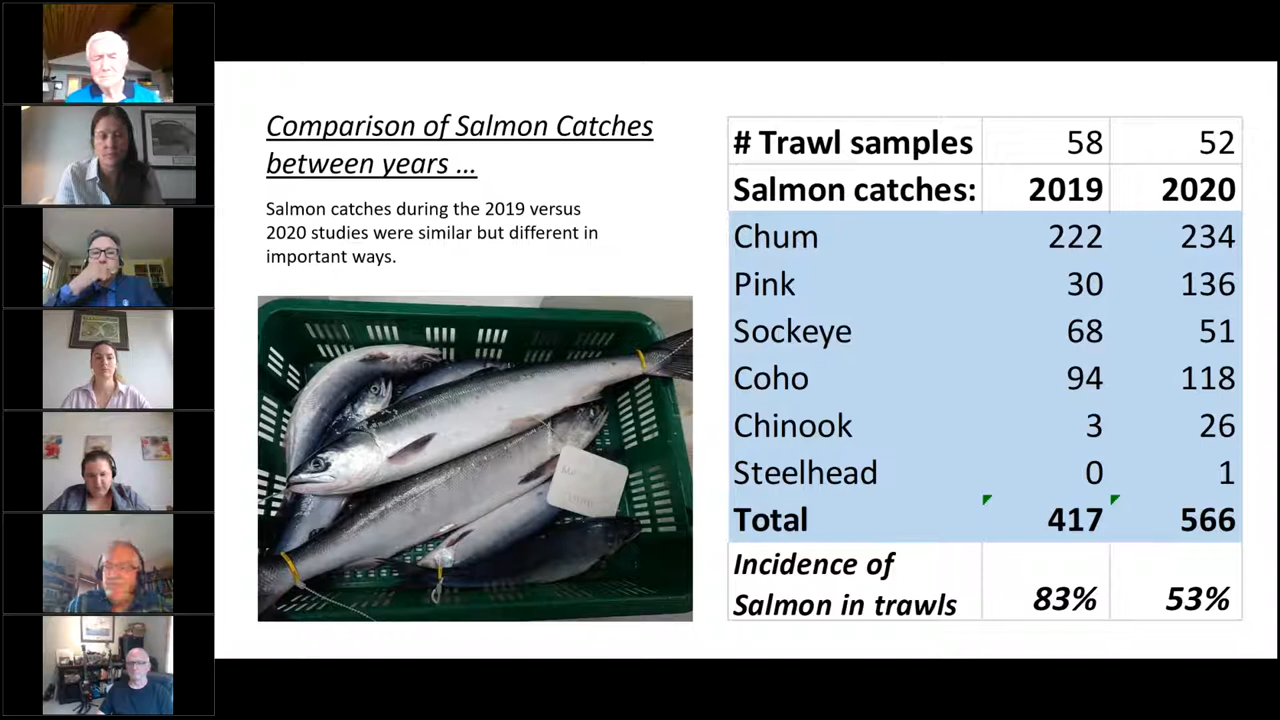 Comparison of Salmon Catches
between years ...
Salmon catches during the 2019 versus
2020 studies were similar but different in
important ways.
# Trawl samples 58 52
Salmon catches: 2019 2020
Chum 222 234
Pink 30 136
Sockeye 68 51
Coho 94 118
Chinook 3 26
Steelhead 0 1
Total 417 566
Incidence of
Salmon in trawls 83% 53%